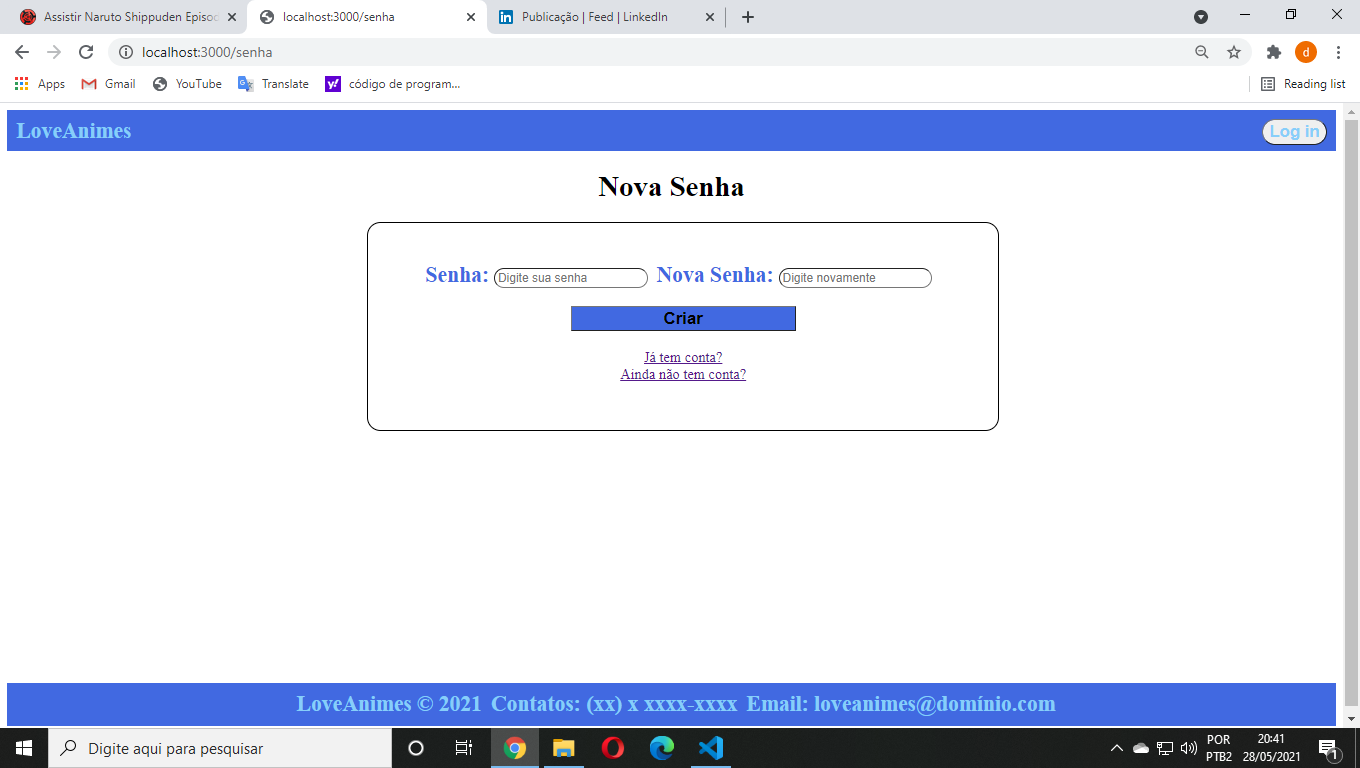 Assistir Naruto Shippuden Episo
localhost:3000/senha
Publicação | Feed | LinkedIn
localhost:3000/senha
d
Apps
Gmail
YouTube
Translate
código de program...
Reading list
LoveAnimes
Log in
Nova Senha
Senha: Digite sua senha Nova Senha: Digite novamente
Criar
Já tem conta?
Ainda não tem conta?
LoveAnimes © 2021 Contatos: (xx) x xxxx-xxxx Email: loveanimes@domínio.com
Digite aqui para pesquisar
POR
PTB2
20:41
28/05/2021
1